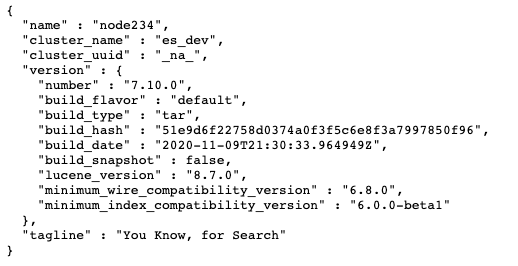 {
  "name" : "node234",
  "cluster_name" : "es_dev",
  "cluster_uuid" : "_na_",
  "version" : {
    "number" : "7.10.0",
    "build_flavor" : "default",
    "build_type" : "tar",
    "build_hash" : "51e9d6f22758d0374a0f3f5c6e8f3a7997850f96",
    "build_date" : "2020-11-09T21:30:33.964949Z",
    "build_snapshot" : false,
    "lucene_version" : "8.7.0",
    "minimum_wire_compatibility_version" : "6.8.0",
    "minimum_index_compatibility_version" : "6.0.0-beta1"
  },
  "tagline" : "You Know, for Search"
}